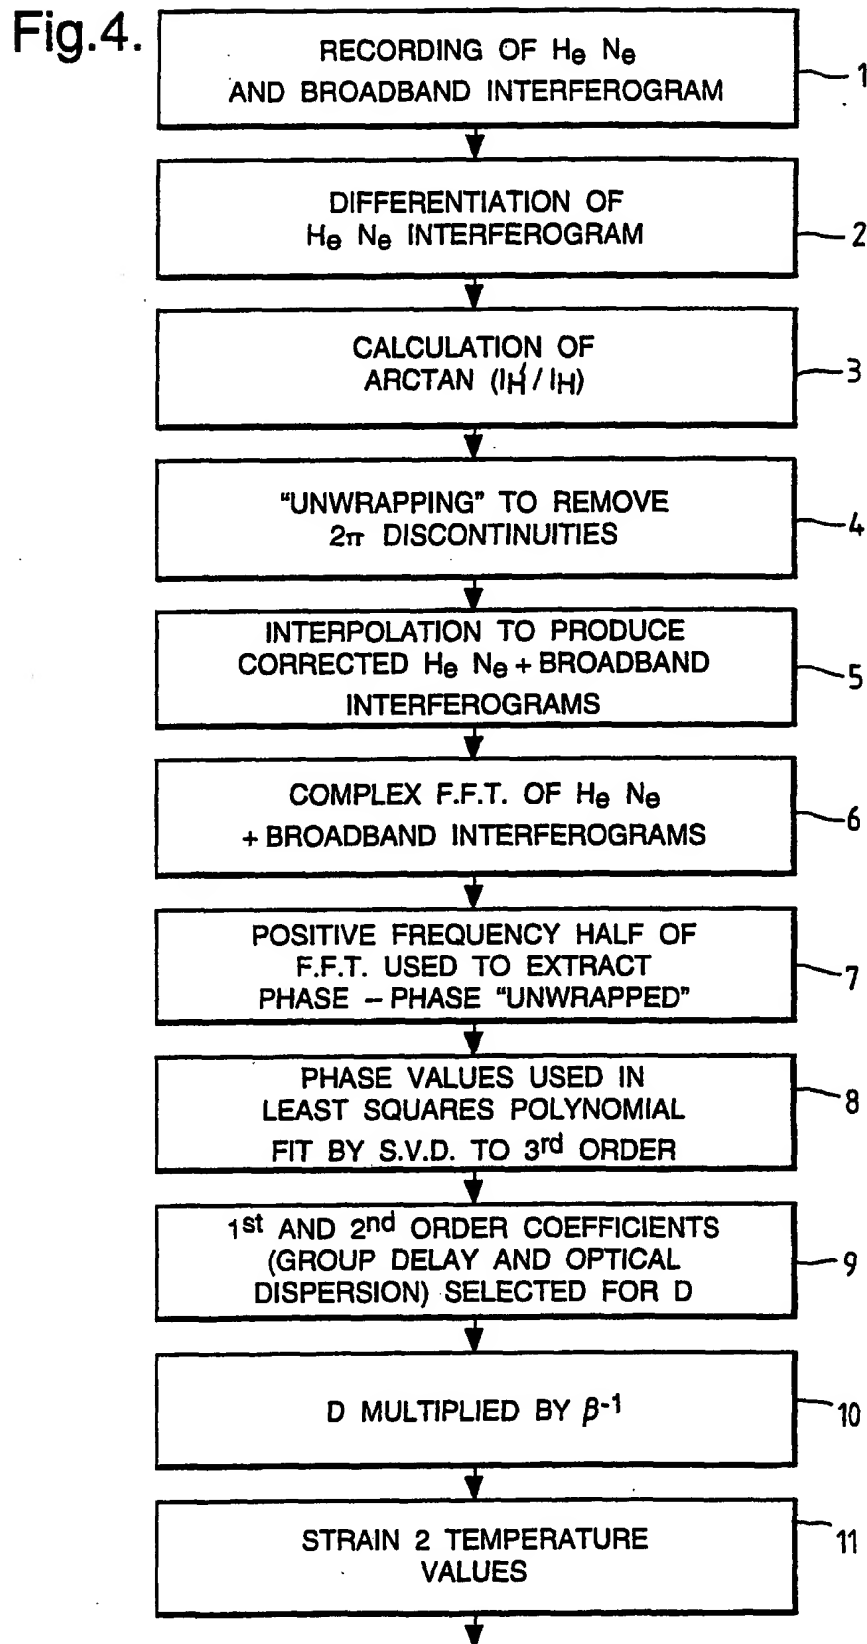 Fig.4.
RECORDING OF He Ne
AND BROADBAND INTERFEROGRAM
1
DIFFERENTIATION OF
He Ne INTERFEROGRAM
2
CALCULATION OF
ARCTAN (IH'/ IH)
3
“UNWRAPPING” TO REMOVE
2π DISCONTINUITIES
4
INTERPOLATION TO PRODUCE
CORRECTED He Ne + BROADBAND
INTERFEROGRAMS
5
COMPLEX F.F.T. OF He Ne
+ BROADBAND INTERFEROGRAMS
6
POSITIVE FREQUENCY HALF OF
F.F.T. USED TO EXTRACT
PHASE – PHASE “UNWRAPPED”
7
PHASE VALUES USED IN
LEAST SQUARES POLYNOMIAL
FIT BY S.V.D. TO 3rd ORDER
8
1st AND 2nd ORDER COEFFICIENTS
(GROUP DELAY AND OPTICAL
DISPERSION) SELECTED FOR D
9
D MULTIPLIED BY β-1
10
STRAIN 2 TEMPERATURE
VALUES
11